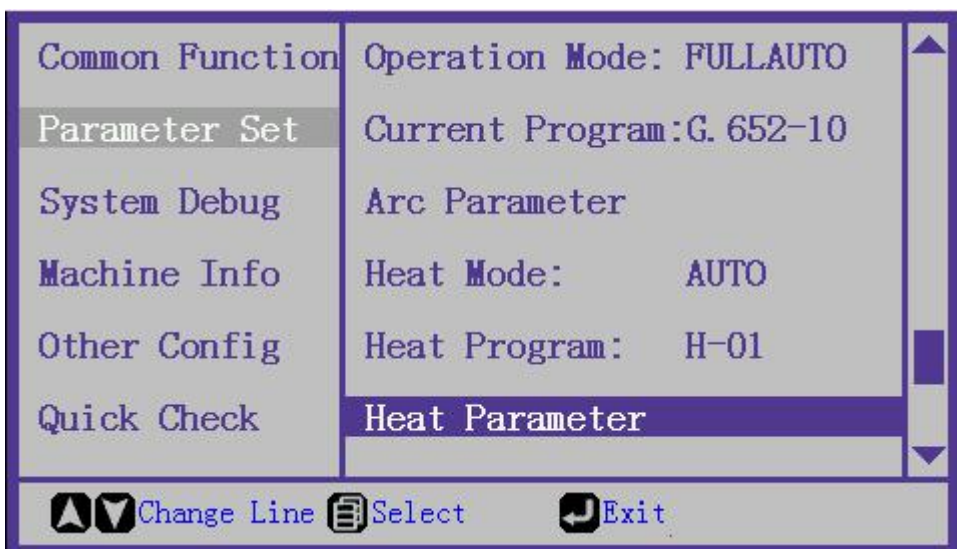 Common Function
Parameter Set
System Debug
Machine Info
Other Config
Quick Check
Operation Mode: FULLAUTO
Current Program:G.652-10
Arc Parameter
Heat Mode: AUTO
Heat Program: H-01
Heat Parameter
Change Line Select Exit